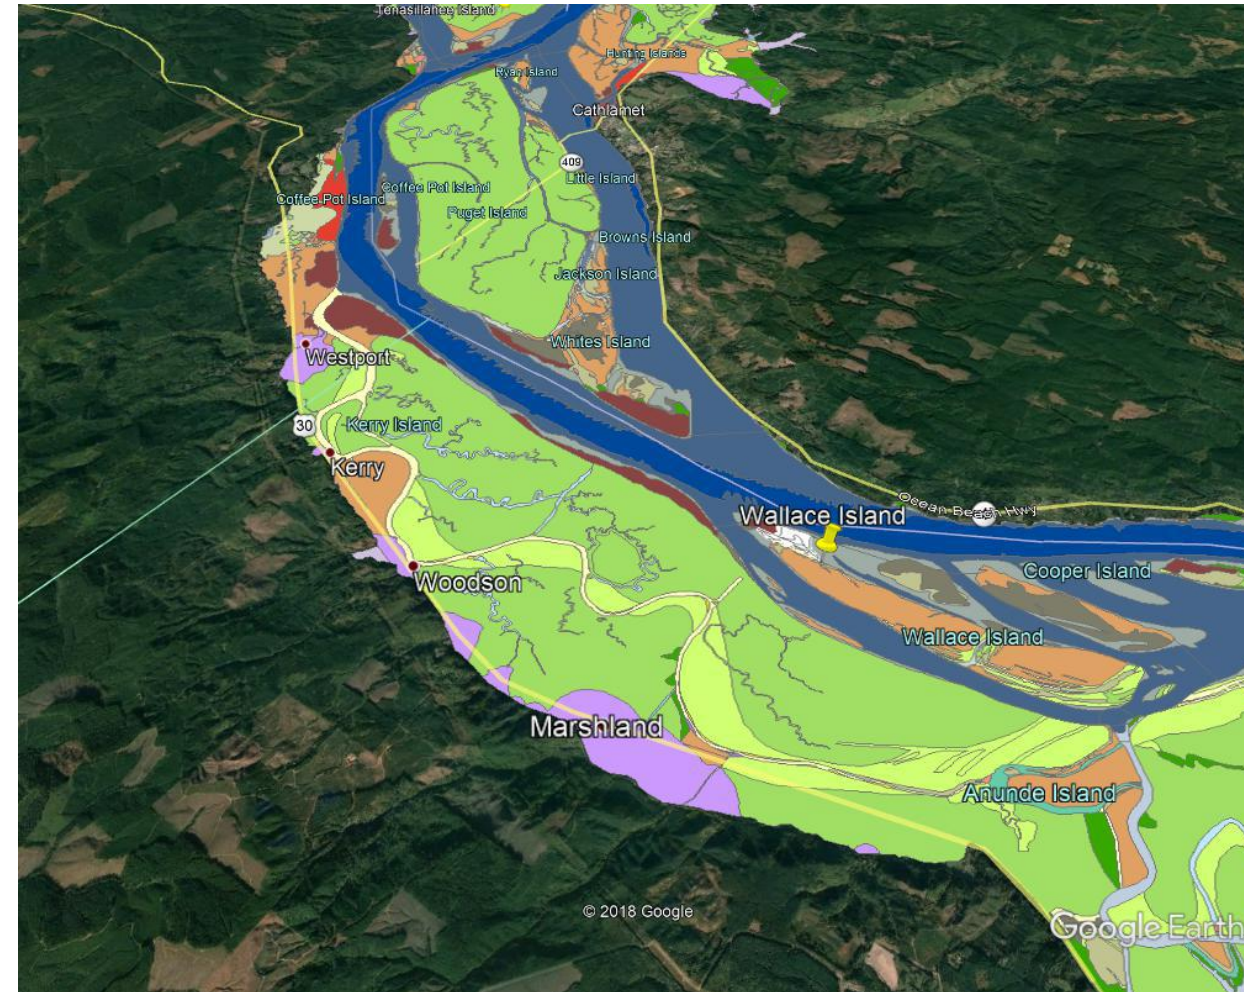 Tenasillahee Island
Hunting Islands
Ryan Island
Cathlamet
409
Little Island
Coffee Pot Island
Coffee Pot Island
Puget Island
Browns Island
Jackson Island
Whites Island
Westport
30
Kerry Island
Kerry
Ocean Beach Hwy
Wallace Island
Woodson
Cooper Island
Wallace Island
Marshland
Anunde Island
© 2018 Google
Google Earth